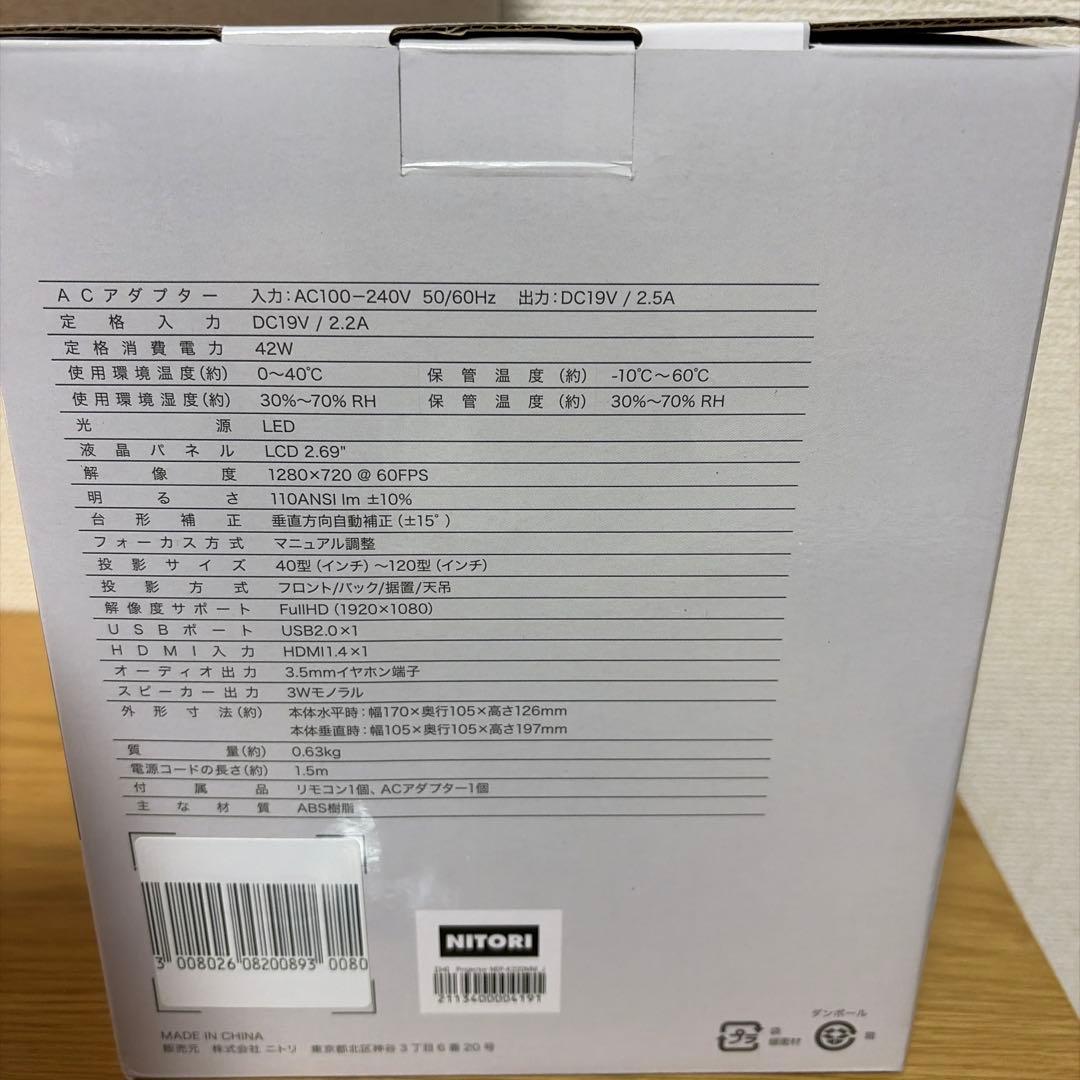 ACアダプター 入力:AC100−240V 50/60Hz 出力:DC19V / 2.5A
定格入力 DC19V / 2.2A
定格消費電力 42W
使用環境温度(約) 0〜40℃ 保管温度(約) -10℃〜60℃
使用環境湿度(約) 30%〜70% RH 保管温度(約) 30%〜70% RH
光源 LED
液晶パネル LCD 2.69"
解像度 1280×720 @ 60FPS
明るさ 110ANSI lm ±10%
台形補正 垂直方向自動補正(±15°)
フォーカス方式 マニュアル調整
投影サイズ 40型(インチ)〜120型(インチ)
投影方式 フロント/バック/据置/天吊
解像度サポート FullHD(1920×1080)
USBポート USB2.0×1
HDMI入力 HDMI1.4×1
オーディオ出力 3.5mmイヤホン端子
スピーカー出力 3Wモノラル
外形寸法(約) 本体水平時:幅170×奥行105×高さ126mm
本体垂直時:幅105×奥行105×高さ197mm
質量(約) 0.63kg
電源コードの長さ(約) 1.5m
付属品 リモコン1個、ACアダプター1個
主な材質 ABS樹脂
3 008026 08200893 0080
NITORI
Projector
2113400004191
MADE IN CHINA
販売元 株式会社 ニトリ 東京都北区神谷3丁目6番20号
プラ
袋
緩衝材
ダンボール
箱